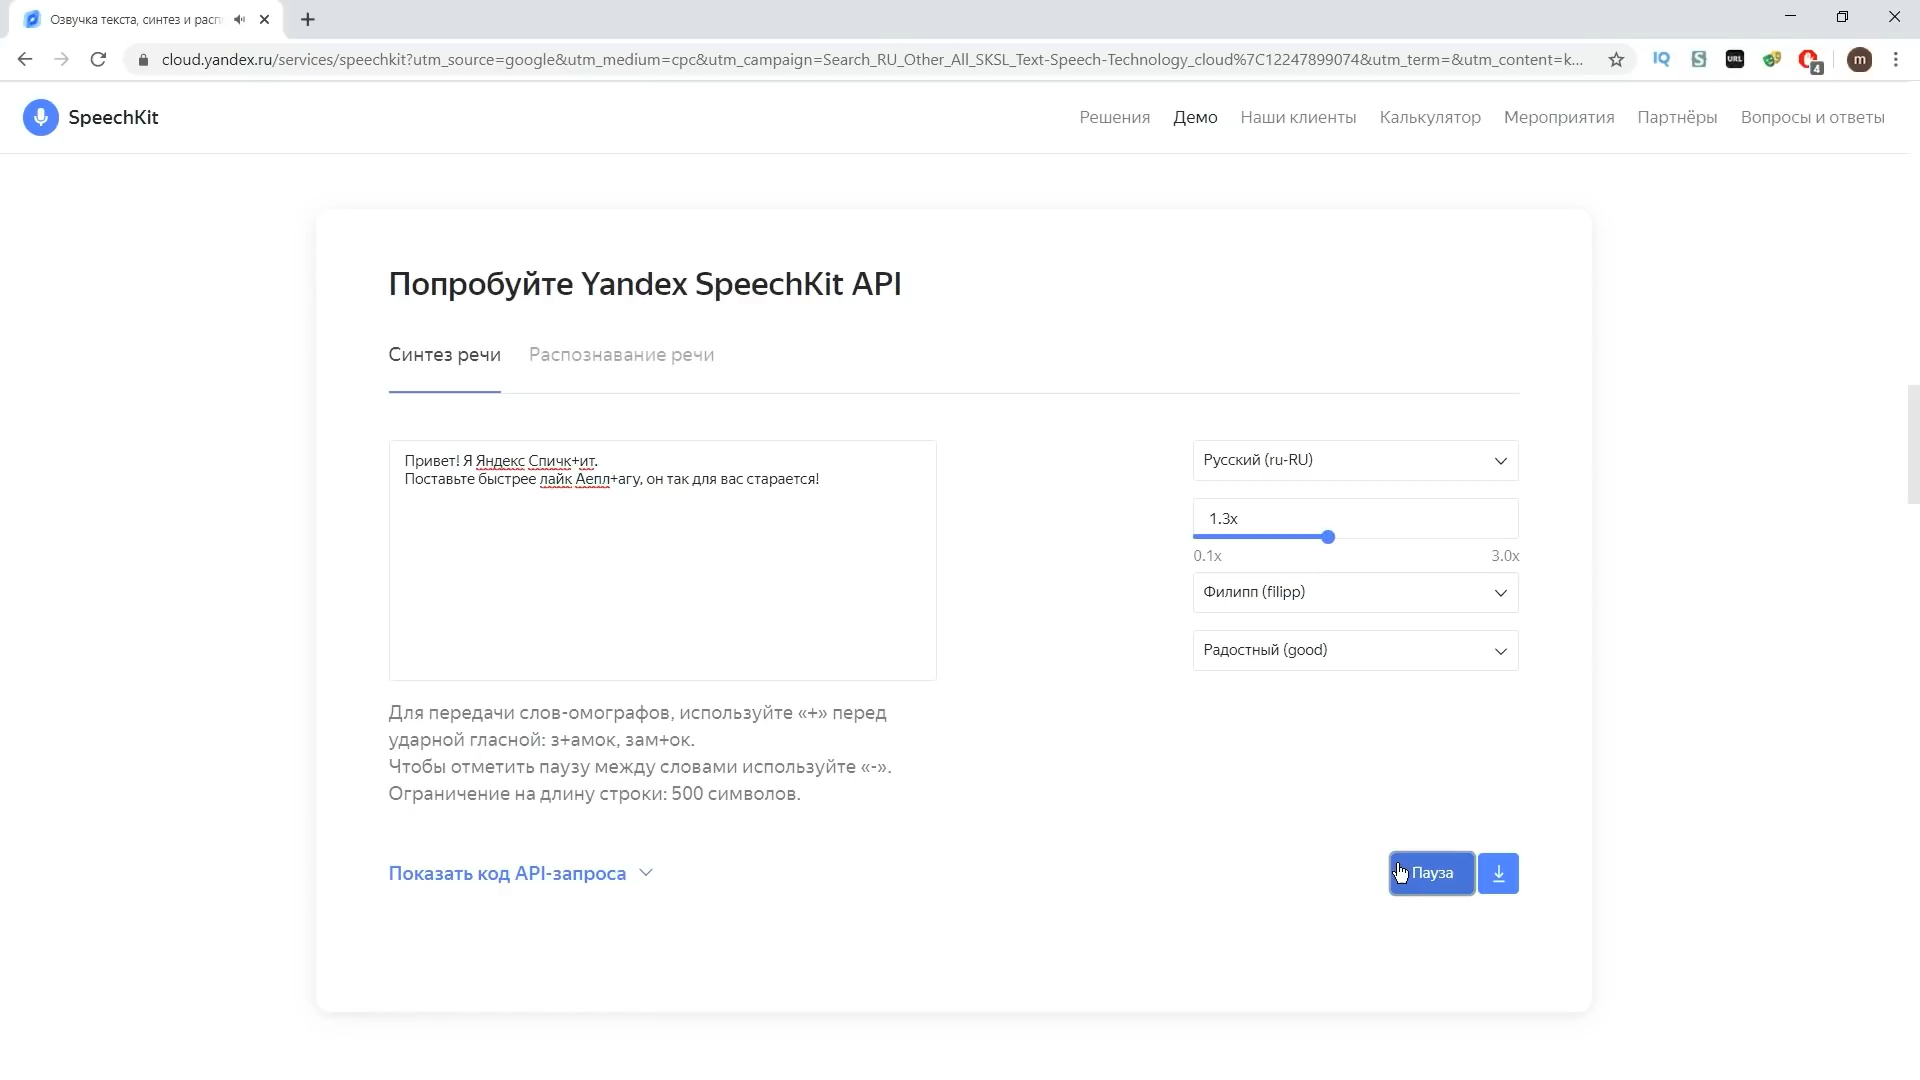 Озвучка текста, синтез и расп
cloud.yandex.ru/services/speechkit?utm_source=google&utm_medium=cpc&utm_campaign=Search_RU_Other_All_SKSL_Text-Speech-Technology_cloud%7C12247899074&utm_term=&utm_content=k...
IQ
S
URL
4
m
SpeechKit
Решения Демо Наши клиенты Калькулятор Мероприятия Партнёры Вопросы и ответы
Попробуйте Yandex SpeechKit API
Синтез речи Распознавание речи
Привет! Я Яндекс Спичк+ит.
Поставьте быстрее лайк Аепл+агу, он так для вас старается!
Русский (ru-RU)
1.3x
0.1x 3.0x
Филипп (filipp)
Радостный (good)
Для передачи слов-омографов, используйте «+» перед
ударной гласной: з+амок, зам+ок.
Чтобы отметить паузу между словами используйте «-».
Ограничение на длину строки: 500 символов.
Показать код API-запроса
Пауза